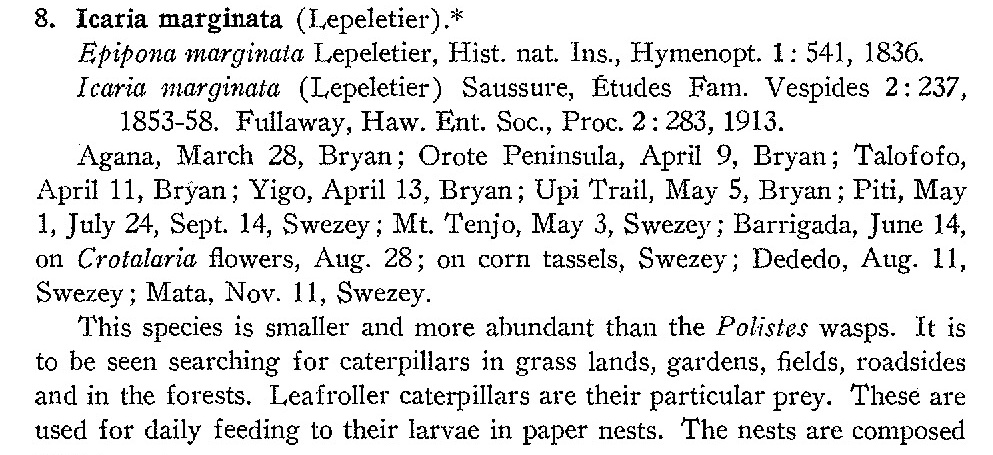 8. Icaria marginata (Lepeletier).*
Epipona marginata Lepeletier, Hist. nat. Ins., Hymenopt. 1: 541, 1836.
Icaria marginata (Lepeletier) Saussure, Études Fam. Vespides 2: 237,
1853-58. Fullaway, Haw. Ent. Soc., Proc. 2: 283, 1913.
Agana, March 28, Bryan; Orote Peninsula, April 9, Bryan; Talofofo,
April 11, Bryan; Yigo, April 13, Bryan; Upi Trail, May 5, Bryan; Piti, May
1, July 24, Sept. 14, Swezey; Mt. Tenjo, May 3, Swezey; Barrigada, June 14,
on Crotalaria flowers, Aug. 28; on corn tassels, Swezey; Dededo, Aug. 11,
Swezey; Mata, Nov. 11, Swezey.
This species is smaller and more abundant than the Polistes wasps. It is
to be seen searching for caterpillars in grass lands, gardens, fields, roadsides
and in the forests. Leafroller caterpillars are their particular prey. These are
used for daily feeding to their larvae in paper nests. The nests are composed